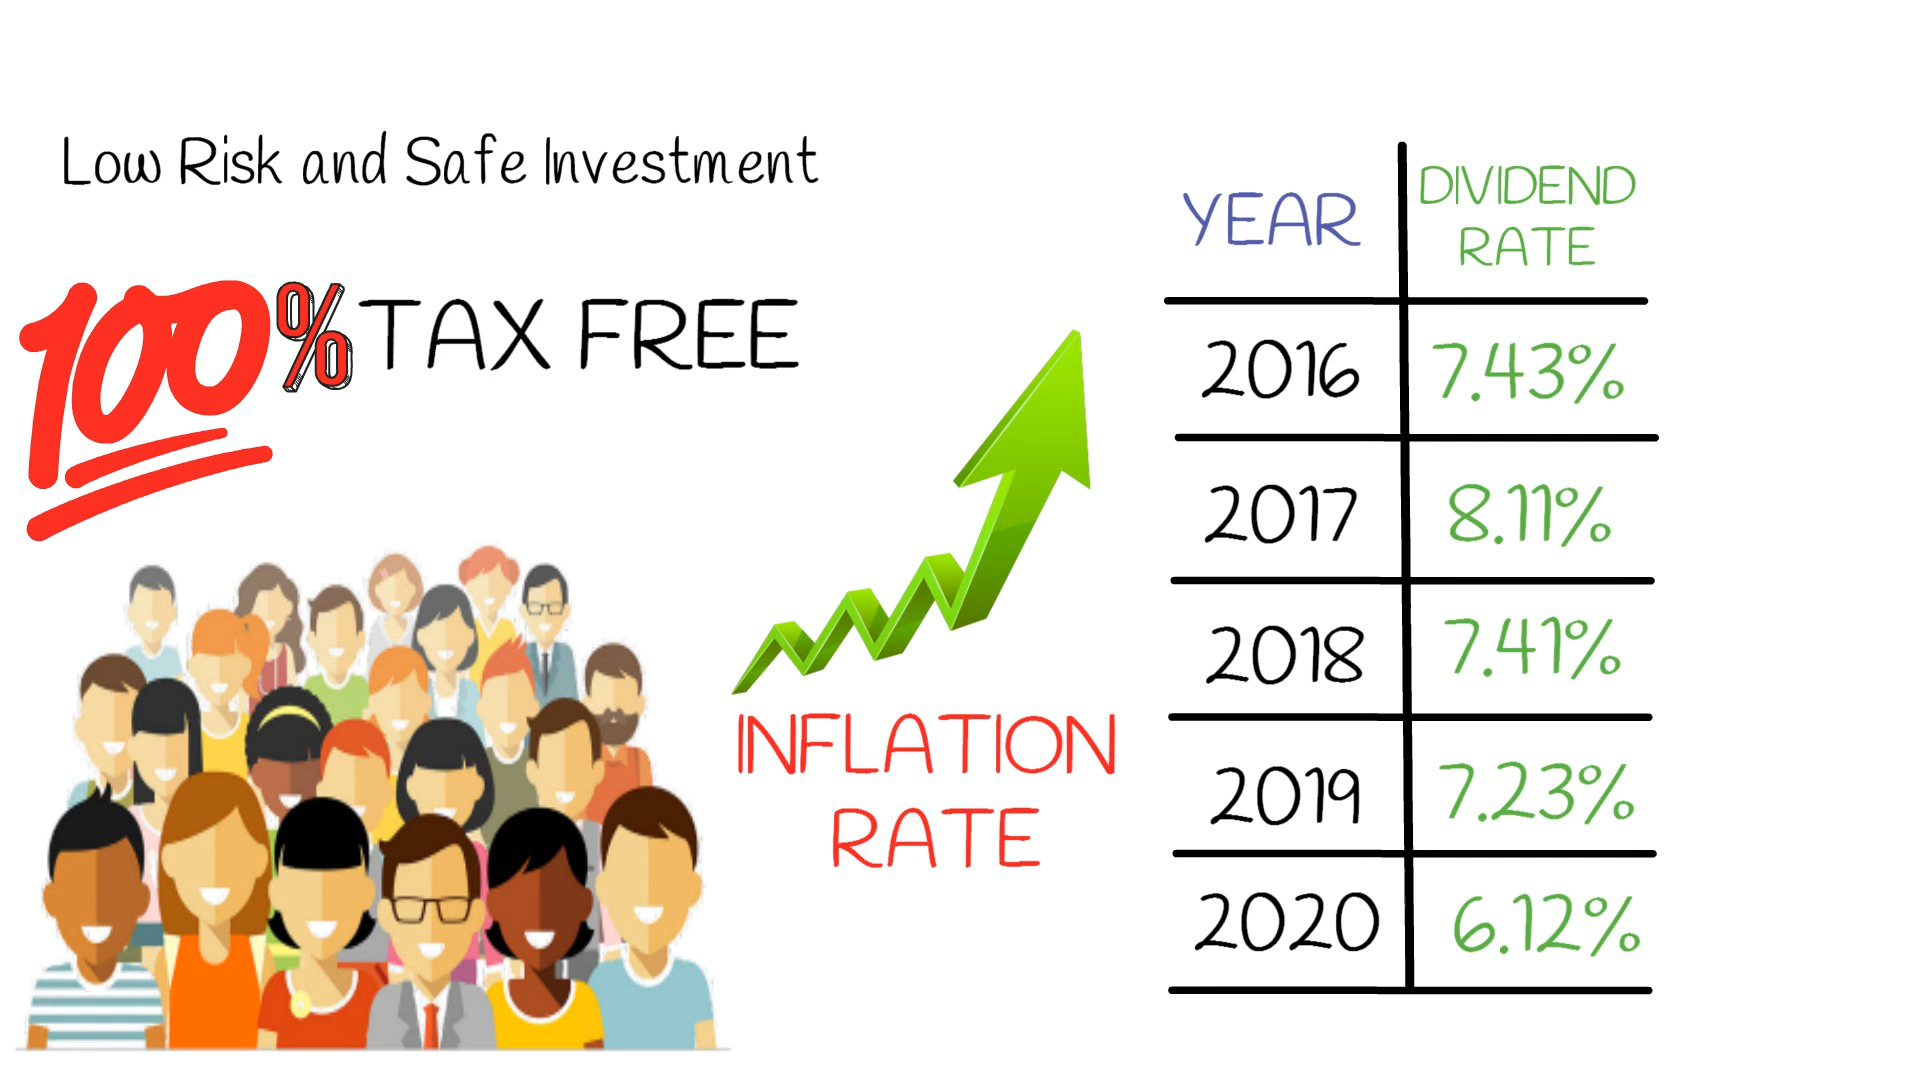 Low Risk and Safe Investment
100% TAX FREE
INFLATION
RATE
YEAR DIVIDEND RATE
2016 7.43%
2017 8.11%
2018 7.41%
2019 7.23%
2020 6.12%